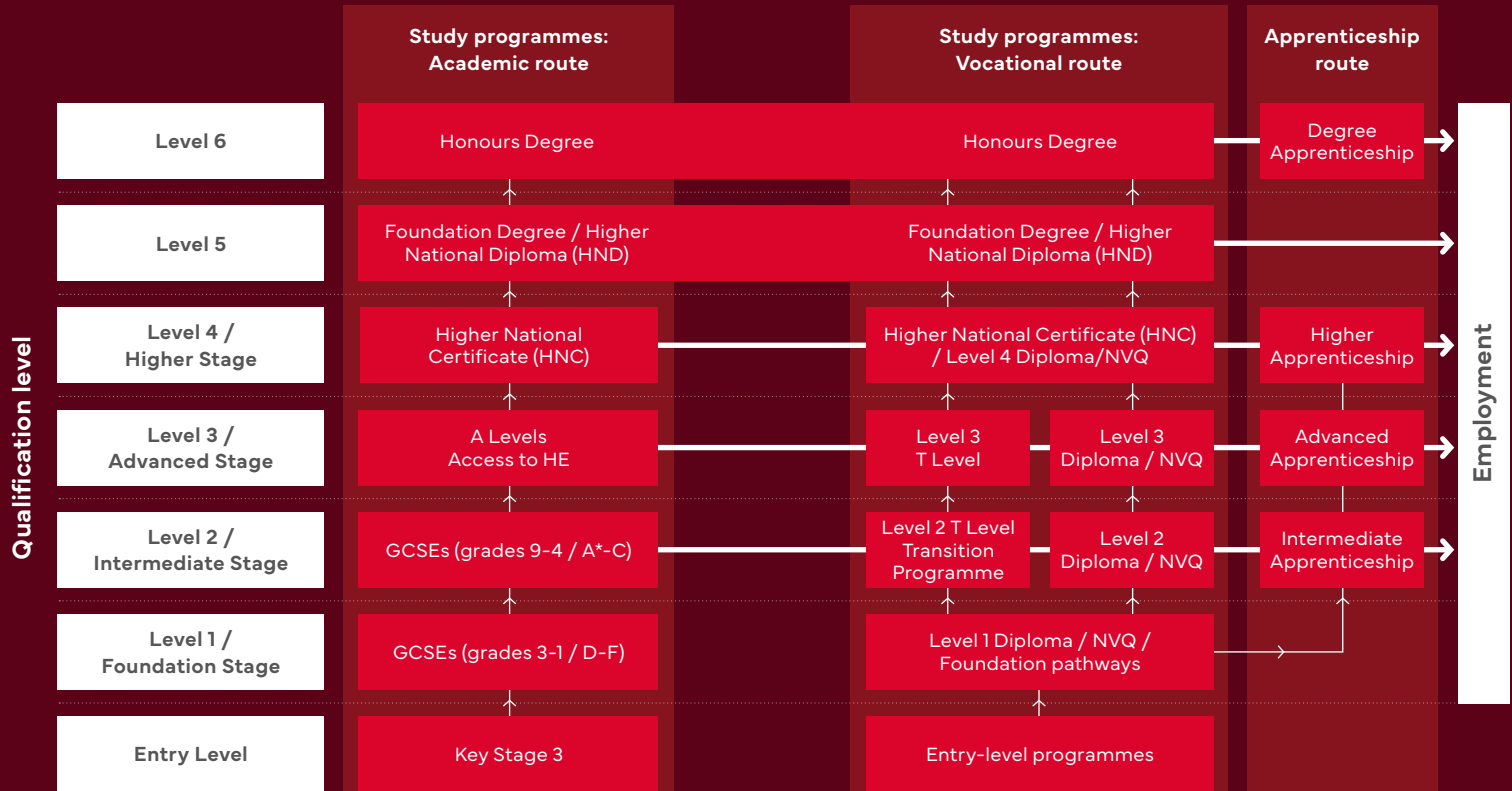 Study programmes:
Academic route
Study programmes:
Vocational route
Apprenticeship
route
Qualification level
Level 6
Honours Degree
Honours Degree
Degree
Apprenticeship
Level 5
Foundation Degree / Higher
National Diploma (HND)
Foundation Degree / Higher
National Diploma (HND)
Level 4 /
Higher Stage
Higher National
Certificate (HNC)
Higher National Certificate (HNC)
/ Level 4 Diploma/NVQ
Higher
Apprenticeship
Level 3 /
Advanced Stage
A Levels
Access to HE
Level 3
T Level
Level 3
Diploma / NVQ
Advanced
Apprenticeship
Level 2 /
Intermediate Stage
GCSEs (grades 9-4 / A*-C)
Level 2 T Level
Transition
Programme
Level 2
Diploma / NVQ
Intermediate
Apprenticeship
Level 1 /
Foundation Stage
GCSEs (grades 3-1 / D-F)
Level 1 Diploma / NVQ /
Foundation pathways
Entry Level
Key Stage 3
Entry-level programmes
Employment